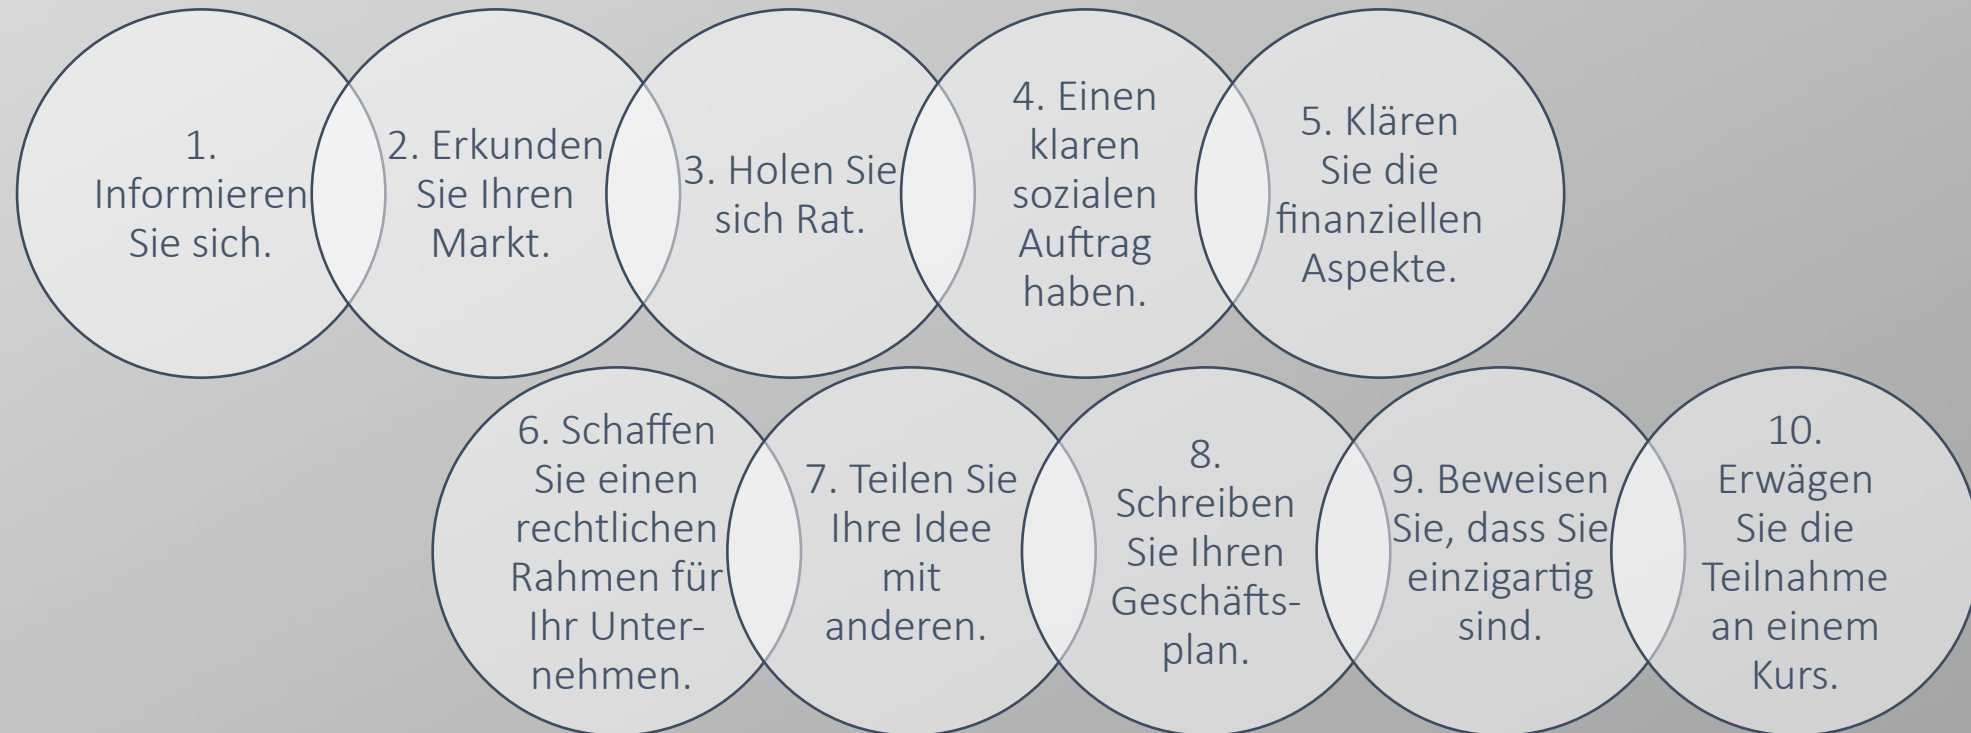 1.
Informieren
Sie sich.
2. Erkunden
Sie Ihren
Markt.
3. Holen Sie
sich Rat.
4. Einen
klaren
sozialen
Auftrag
haben.
5. Klären
Sie die
finanziellen
Aspekte.
6. Schaffen
Sie einen
rechtlichen
Rahmen für
Ihr Unter-
nehmen.
7. Teilen Sie
Ihre Idee
mit
anderen.
8.
Schreiben
Sie Ihren
Geschäfts-
plan.
9. Beweisen
Sie, dass Sie
einzigartig
sind.
10.
Erwägen
Sie die
Teilnahme
an einem
Kurs.